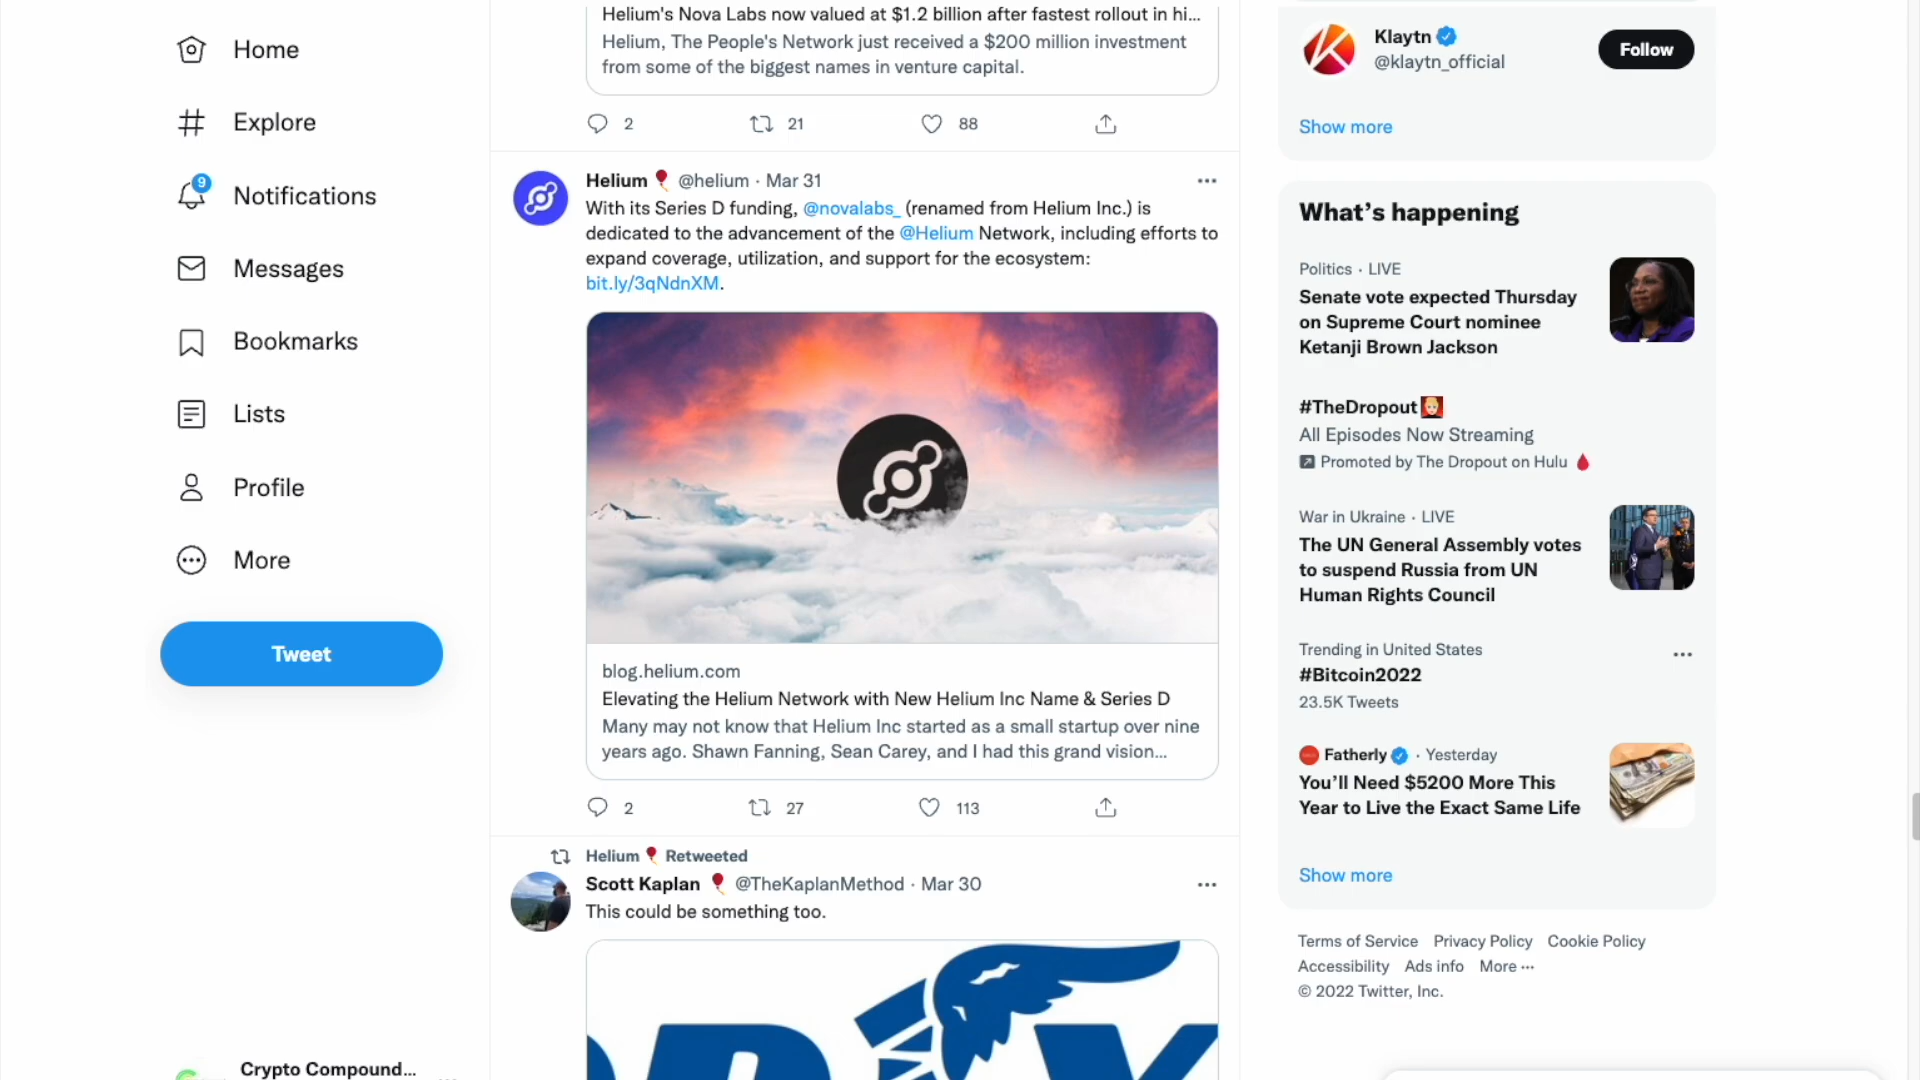 Home
Explore
9
Notifications
Messages
Bookmarks
Lists
Profile
More
Tweet
Crypto Compound...
Helium's Nova Labs now valued at $1.2 billion after fastest rollout in hi...
Helium, The People's Network just received a $200 million investment
from some of the biggest names in venture capital.
2 21 88
Helium @helium · Mar 31
With its Series D funding, @novalabs_ (renamed from Helium Inc.) is
dedicated to the advancement of the @Helium Network, including efforts to
expand coverage, utilization, and support for the ecosystem:
bit.ly/3qNdnXM.
blog.helium.com
Elevating the Helium Network with New Helium Inc Name & Series D
Many may not know that Helium Inc started as a small startup over nine
years ago. Shawn Fanning, Sean Carey, and I had this grand vision...
2 27 113
Helium Retweeted
Scott Kaplan @TheKaplanMethod · Mar 30
This could be something too.
Klaytn
@klaytn_official
Follow
Show more
What's happening
Politics · LIVE
Senate vote expected Thursday
on Supreme Court nominee
Ketanji Brown Jackson
#TheDropout
All Episodes Now Streaming
Promoted by The Dropout on Hulu
War in Ukraine · LIVE
The UN General Assembly votes
to suspend Russia from UN
Human Rights Council
Trending in United States
#Bitcoin2022
23.5K Tweets
Fatherly · Yesterday
You'll Need $5200 More This
Year to Live the Exact Same Life
Show more
Terms of Service Privacy Policy Cookie Policy
Accessibility Ads info More ···
© 2022 Twitter, Inc.